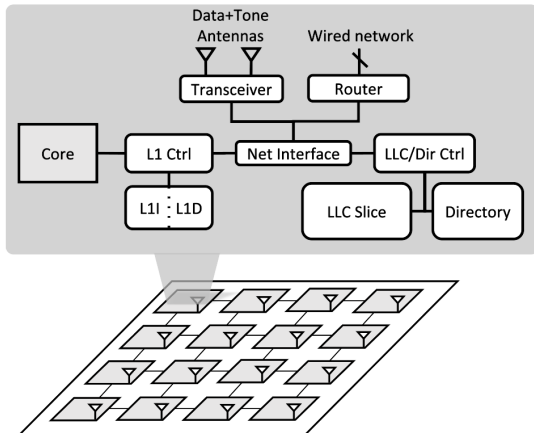 Data+Tone
Antennas
Wired network
Transceiver
Router
Core
L1 Ctrl
Net Interface
LLC/Dir Ctrl
L1I
L1D
LLC Slice
Directory